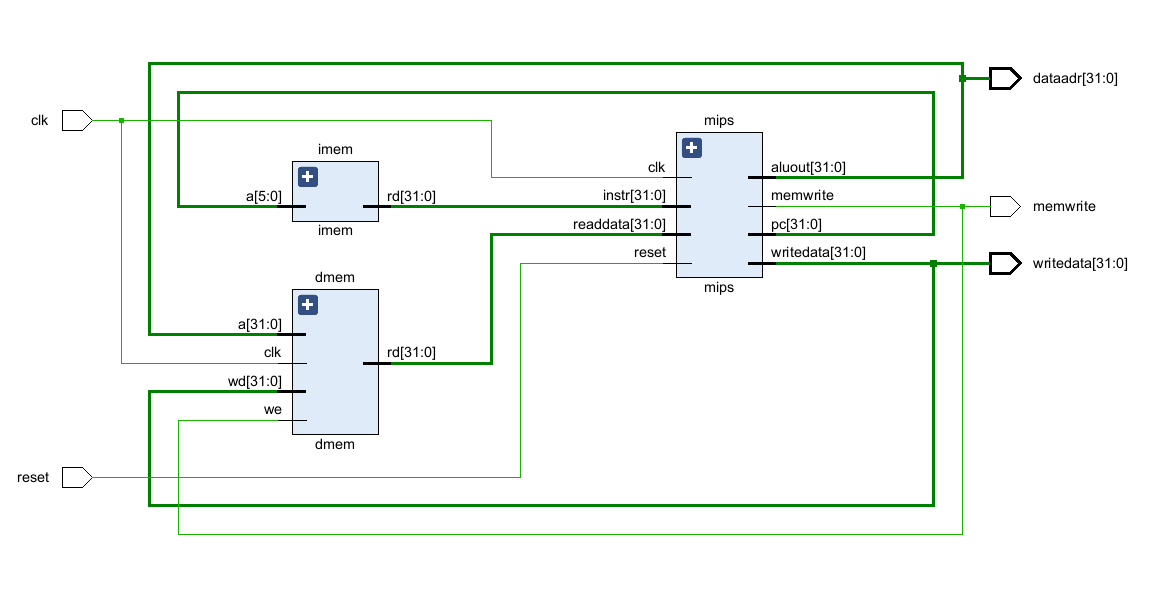 dataadr[31:0]
clk
mips
imem
clk
aluout[31:0]
a[5:0]
rd[31:0]
instr[31:0]
memwrite
memwrite
imem
readdata[31:0]
pc[31:0]
reset
writedata[31:0]
writedata[31:0]
dmem
mips
a[31:0]
clk
rd[31:0]
wd[31:0]
we
dmem
reset